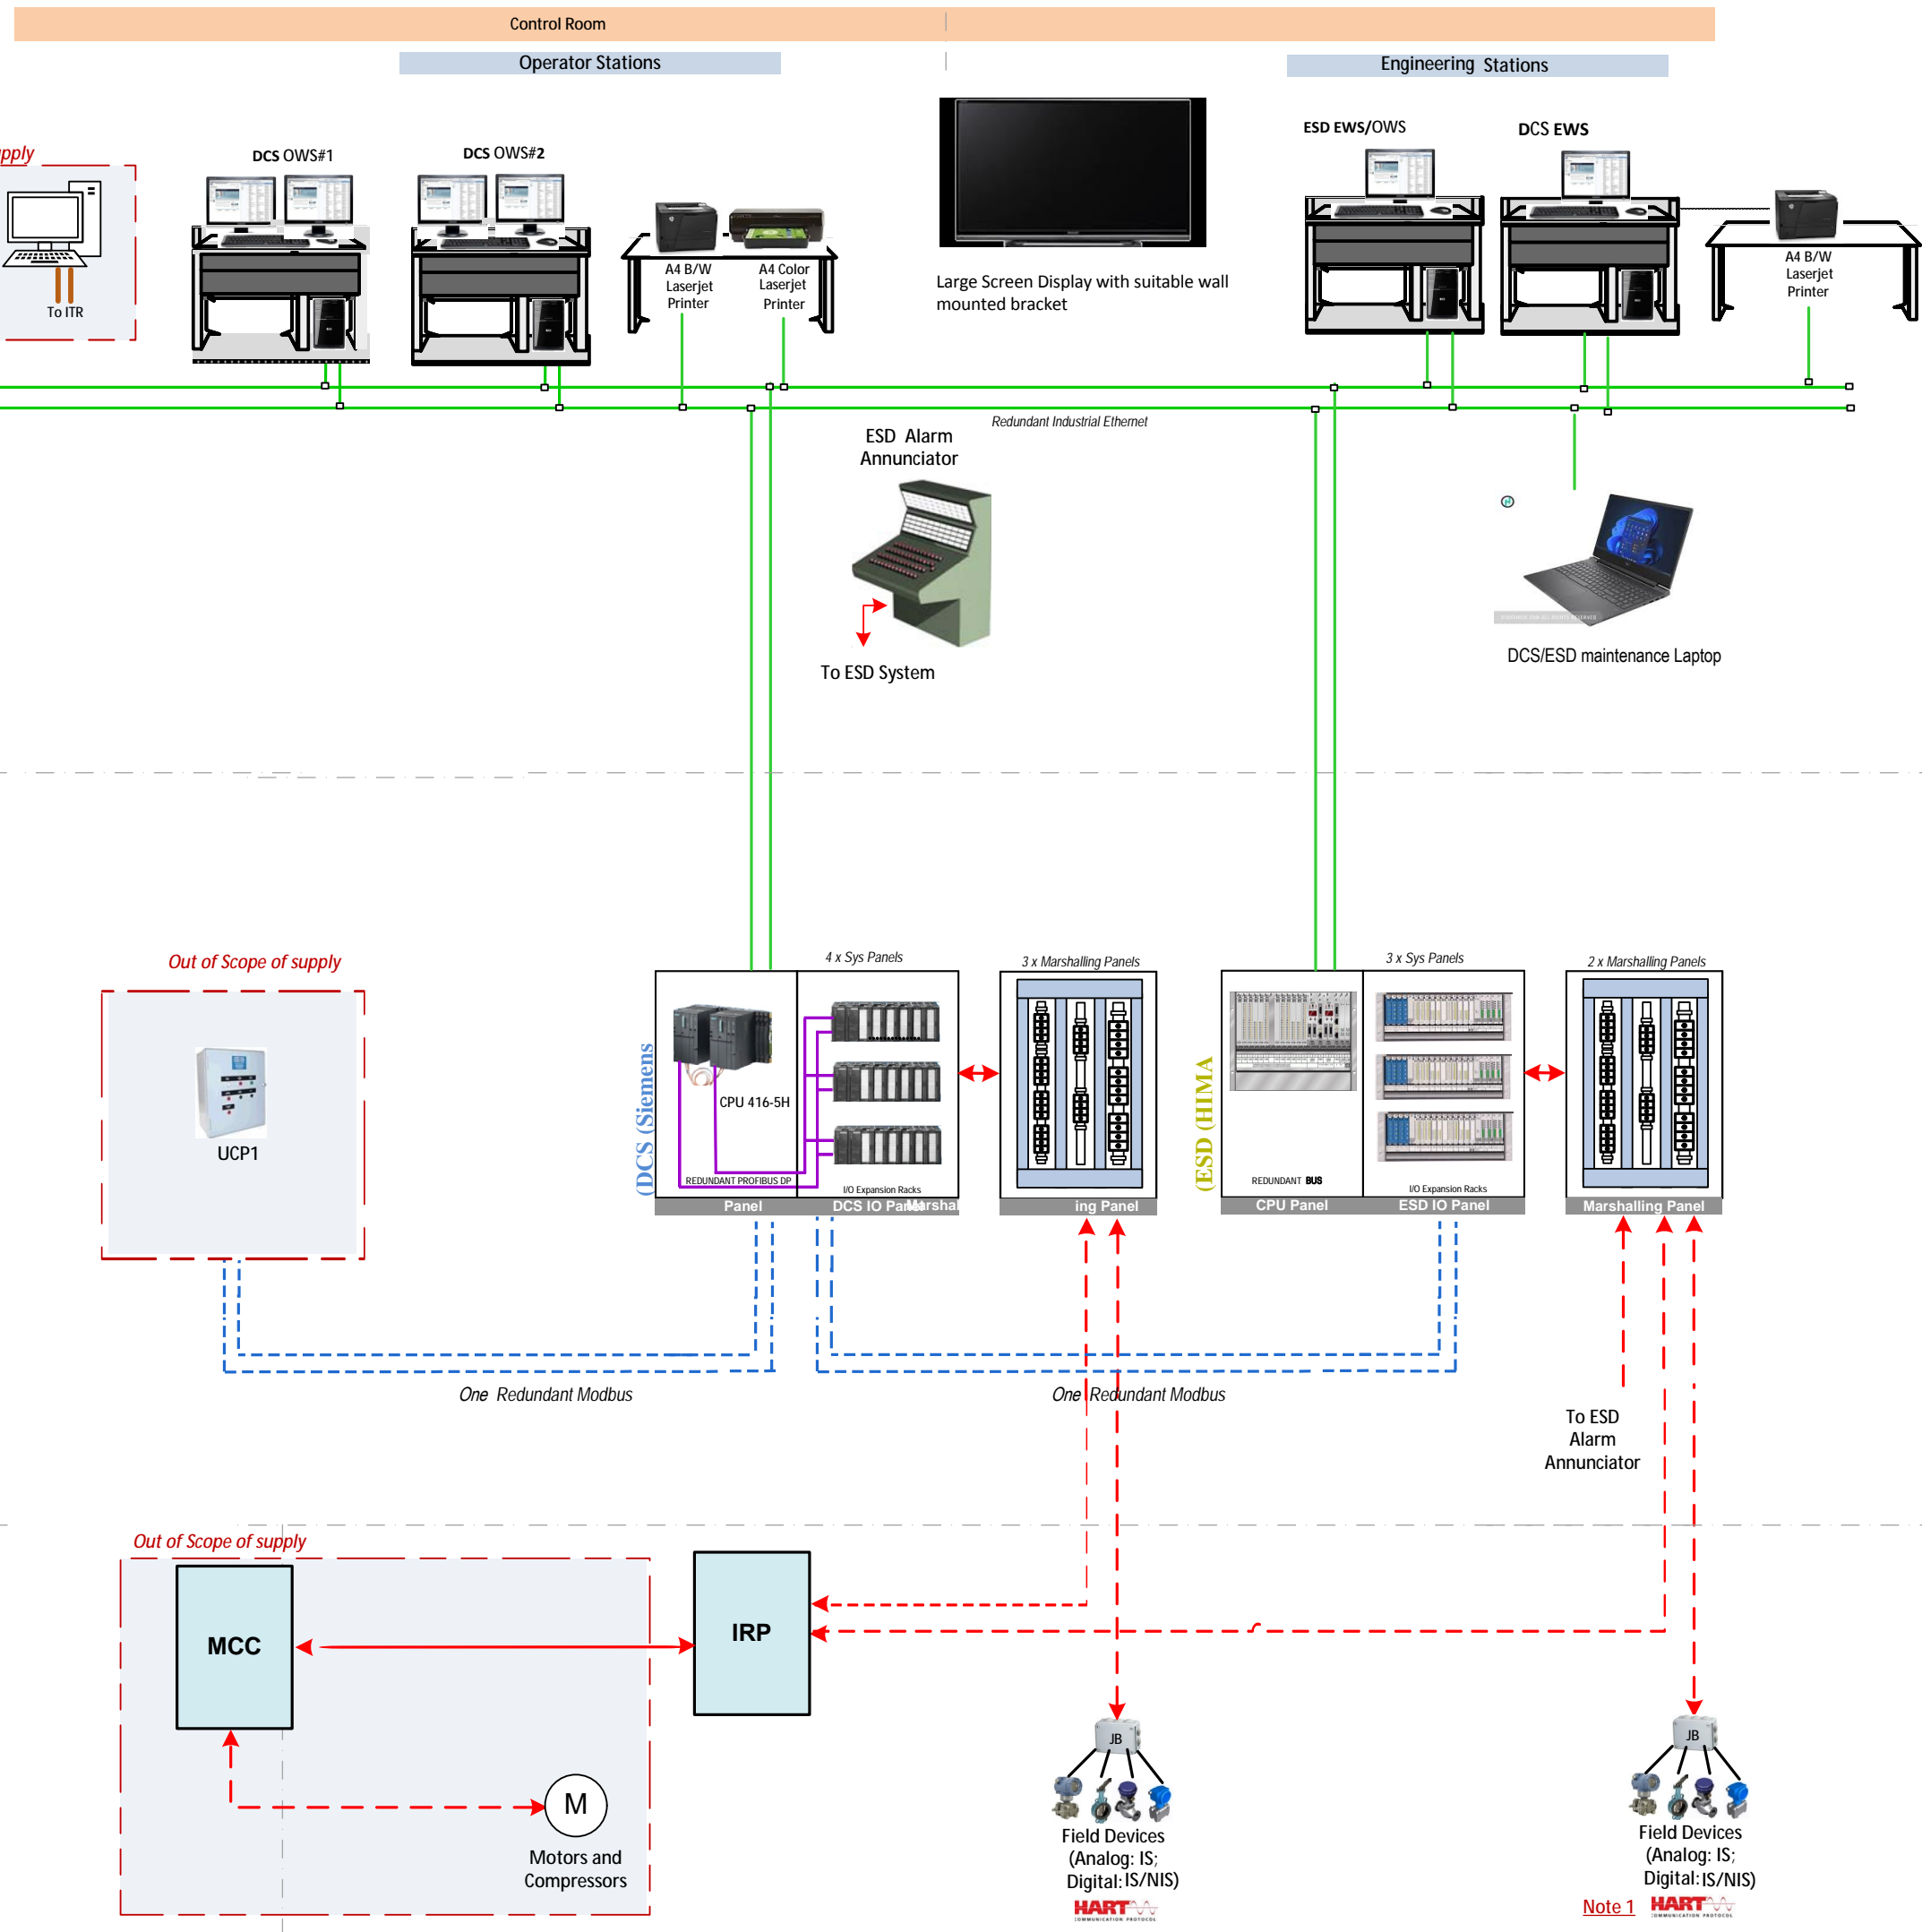 Control Room
Operator Stations
Engineering Stations
pply
DCS OWS#1
DCS OWS#2
ESD EWS/OWS
DCS EWS
To ITR
A4 B/W
Laserjet
Printer
A4 Color
Laserjet
Printer
Large Screen Display with suitable wall
mounted bracket
A4 B/W
Laserjet
Printer
Redundant Industrial Ethernet
ESD Alarm
Annunciator
To ESD System
DCS/ESD maintenance Laptop
Out of Scope of supply
UCP1
4 x Sys Panels
3 x Marshalling Panels
3 x Sys Panels
2 x Marshalling Panels
(DCS (Siemens
CPU 416-5H
REDUNDANT PROFIBUS DP
I/O Expansion Racks
Panel
DCS IO Panel
Marshal
ing Panel
(ESD (HIMA
REDUNDANT BUS
I/O Expansion Racks
CPU Panel
ESD IO Panel
Marshalling Panel
One Redundant Modbus
One Redundant Modbus
To ESD
Alarm
Annunciator
Out of Scope of supply
MCC
IRP
M
Motors and
Compressors
JB
Field Devices
(Analog: IS;
Digital: IS/NIS)
HART
COMMUNICATION PROTOCOL
JB
Field Devices
(Analog: IS;
Digital: IS/NIS)
Note 1
HART
COMMUNICATION PROTOCOL